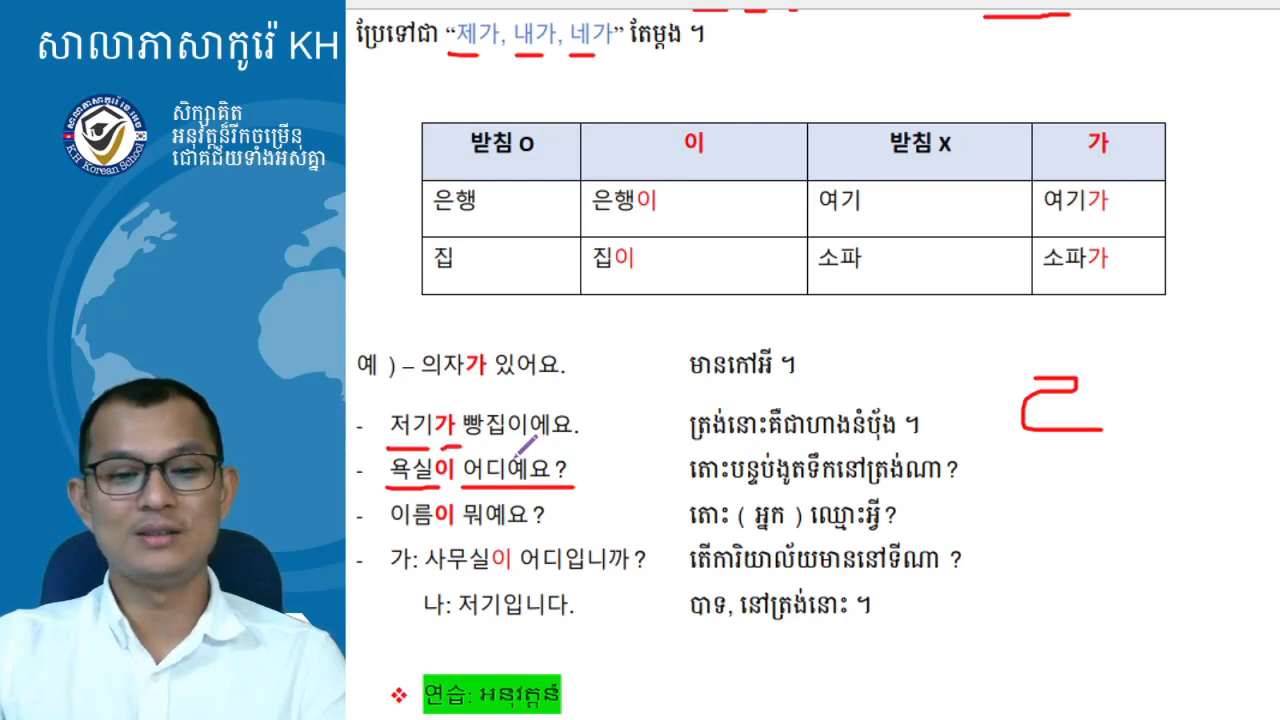 សាលាភាសាកូរ៉េ KH
សិក្សាគិត
អនុវត្តន៍រីកចម្រើន
ជោគជ័យទាំងអស់គ្នា
K.H Korean School
ប្រែទៅជា “제가, 내가, 네가” តែម្តង ។
받침 O 이 받침 X 가
은행 은행이 여기 여기가
집 집이 소파 소파가
예 ) – 의자가 있어요. មានកៅអី ។
- 저기가 빵집이에요. ត្រង់នោះគឺជាហាងនំប៉័ង ។
- 욕실이 어디예요? តោះបន្ទប់ងូតទឹកនៅត្រង់ណា?
- 이름이 뭐예요? តោះ ( អ្នក ) ឈ្មោះអ្វី?
- 가: 사무실이 어디입니까? តើការិយាល័យមាននៅទីណា ?
나: 저기입니다. បាទ, នៅត្រង់នោះ ។
❖ 연습: អនុវត្តន៍